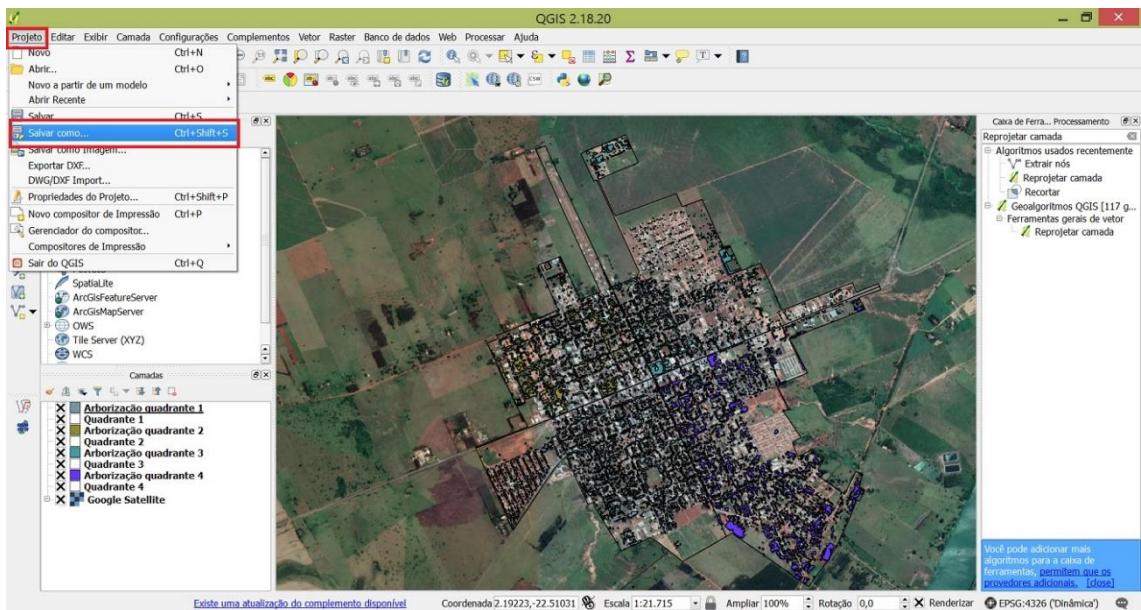 QGIS 2.18.20
Projeto Editar Exibir Camada Configurações Complementos Vetor Raster Banco de dados Web Processar Ajuda
Novo Ctrl+N
Abrir... Ctrl+O
Novo a partir de um modelo
Abrir Recente
Salvar Ctrl+S
Salvar como... Ctrl+Shift+S
Salvar como Imagem...
Exportar DXF...
DWG/DXF Import...
Propriedades do Projeto... Ctrl+Shift+P
Novo compositor de Impressão Ctrl+P
Gerenciador do compositor...
Compositores de Impressão
Sair do QGIS Ctrl+Q
SpatiaLite
ArcGisFeatureServer
ArcGisMapServer
OWS
Tile Server (XYZ)
WCS
Camadas
Arborização quadrante 1
Quadrante 1
Arborização quadrante 2
Quadrante 2
Arborização quadrante 3
Quadrante 3
Arborização quadrante 4
Quadrante 4
Google Satellite
Caixa de Ferra... Processamento
Reprojetar camada
Algoritmos usados recentemente
Extrair nós
Reprojetar camada
Recortar
Geoalgoritmos QGIS [117 g...
Ferramentas gerais de vetor
Reprojetar camada
Você pode adicionar mais
algoritmos para a caixa de
ferramentas, permitem que os
provedores adicionais. [close]
Existe uma atualização do complemento disponível Coordenada 2.19223,-22.51031 Escala 1:21.715 Ampliar 100% Rotação 0,0 Renderizar EPSG:4326 ('Dinâmica')